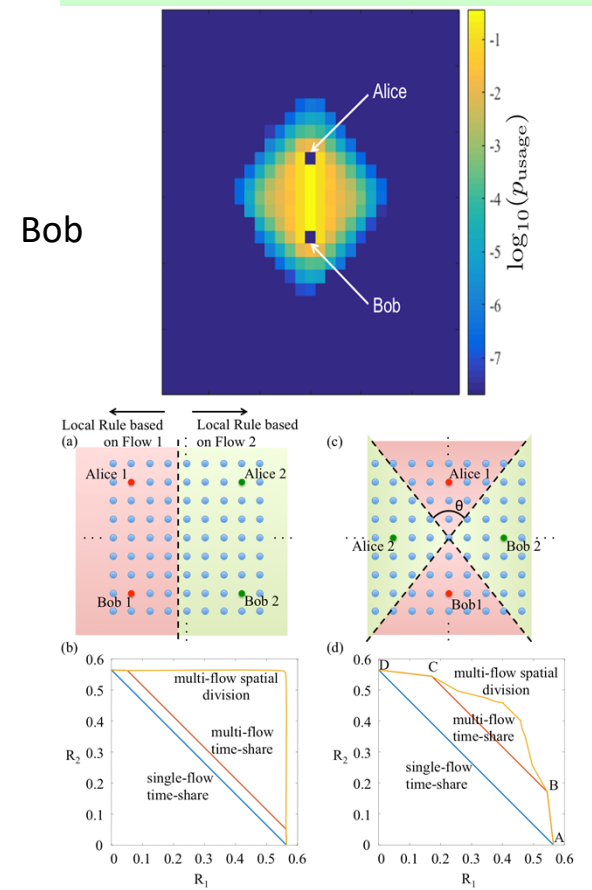 Alice
Bob
Bob
-1
-2
-3
-4
-5
-6
-7
log10(pusage)
Local Rule based
on Flow 1
Local Rule based
on Flow 2
(a)
Alice 1
Alice 2
Bob 1
Bob 2
(c)
Alice 1
θ
Alice 2
Bob 2
Bob1
(b)
0.6
0.5
0.4
0.3
0.2
0.1
0
R2
multi-flow spatial
division
multi-flow
time-share
single-flow
time-share
0 0.1 0.2 0.3 0.4 0.5 0.6
R1
(d)
0.6
0.5
0.4
0.3
0.2
0.1
0
R2
D
C
multi-flow spatial
division
multi-flow
time-share
single-flow
time-share
B
A
0 0.1 0.2 0.3 0.4 0.5 0.6
R1